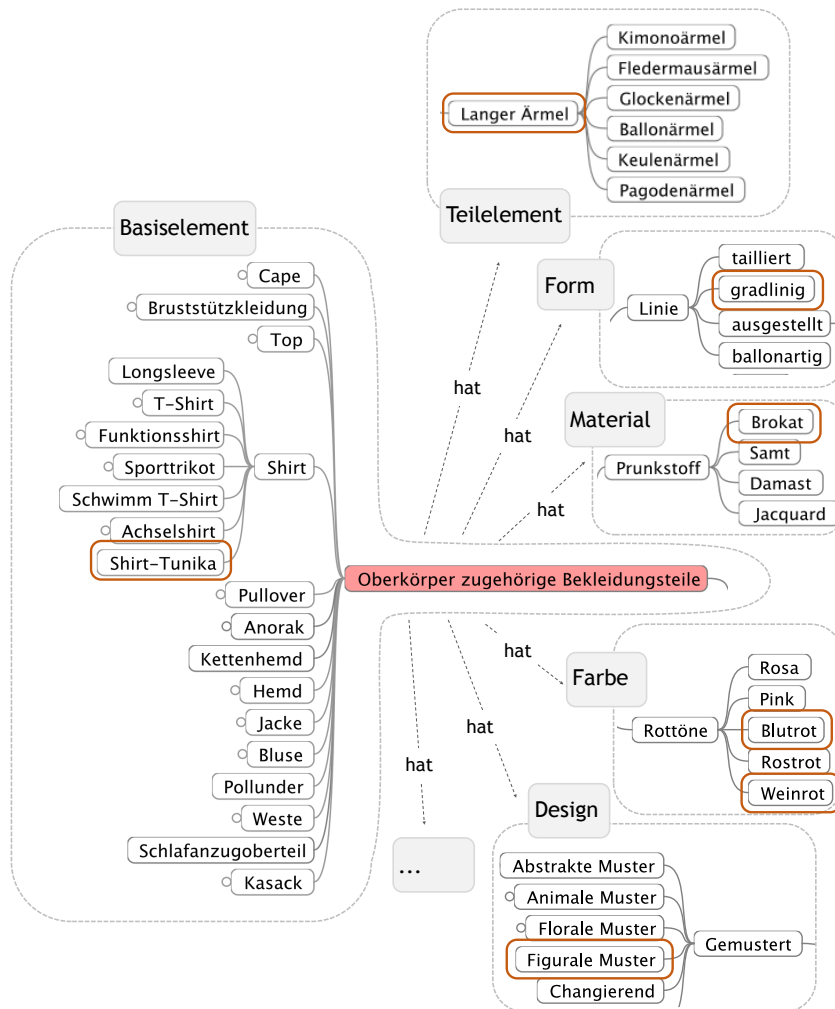 Kimonoärmel
Fledermausärmel
Glockenärmel
Langer Ärmel
Ballonärmel
Keulenärmel
Pagodenärmel
Teilelement
Basiselement
Cape
Bruststützkleidung
Top
Longsleeve
T-Shirt
Funktionsshirt
Sporttrikot
Shirt
Schwimm T-Shirt
Achselshirt
Shirt-Tunika
Pullover
Anorak
Kettenhemd
Hemd
Jacke
Bluse
Pollunder
Weste
Schlafanzugoberteil
Kasack
Form
tailliert
gradlinig
Linie
ausgestellt
ballonartig
hat
hat
Material
Brokat
Samt
Prunkstoff
Damast
Jacquard
hat
Oberkörper zugehörige Bekleidungsteile
hat
Farbe
Rosa
Pink
Rottöne
Blutrot
Rostrot
Weinrot
hat
hat
Design
...
Abstrakte Muster
Animale Muster
Florale Muster
Gemustert
Figurale Muster
Changierend